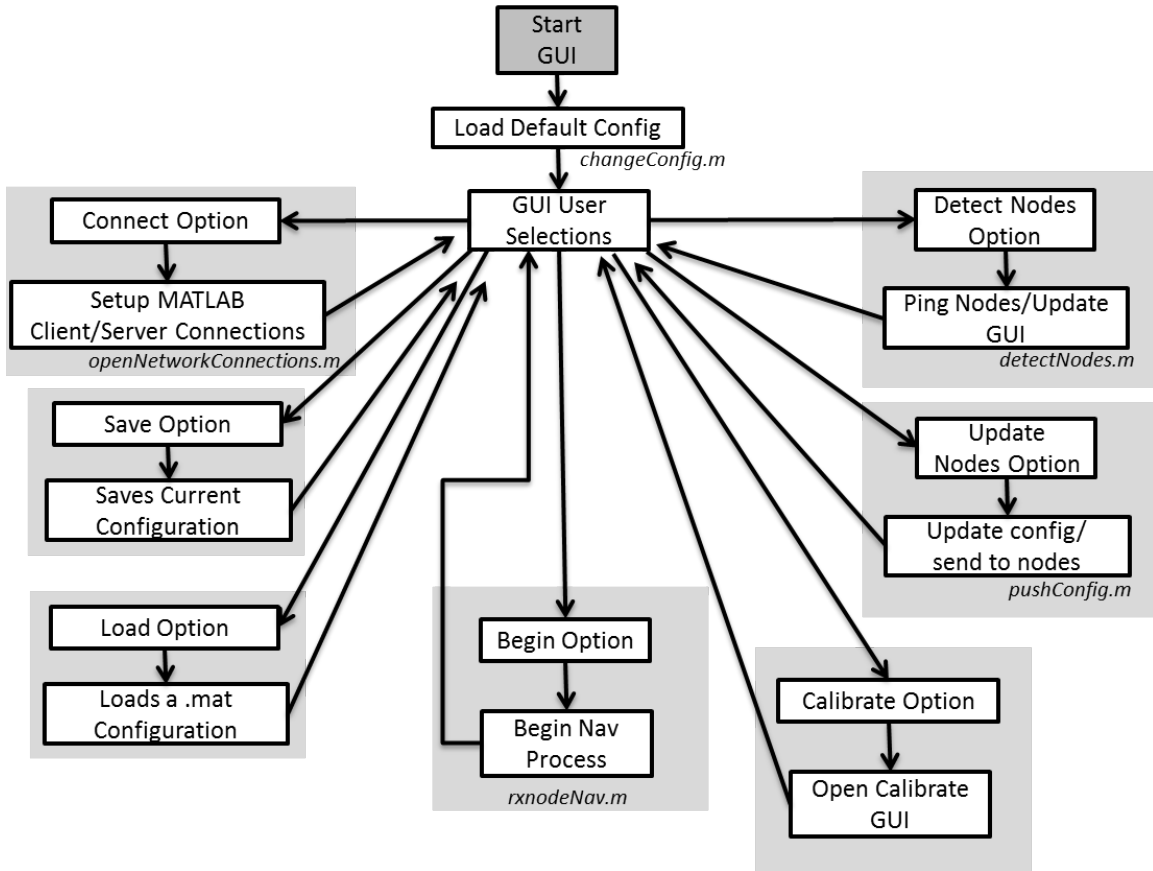 Start
GUI
Load Default Config
changeConfig.m
GUI User
Selections
Connect Option
Setup MATLAB
Client/Server Connections
openNetworkConnections.m
Save Option
Saves Current
Configuration
Load Option
Loads a .mat
Configuration
Begin Option
Begin Nav
Process
rxnodeNav.m
Calibrate Option
Open Calibrate
GUI
Detect Nodes
Option
Ping Nodes/Update
GUI
detectNodes.m
Update
Nodes Option
Update config/
send to nodes
pushConfig.m